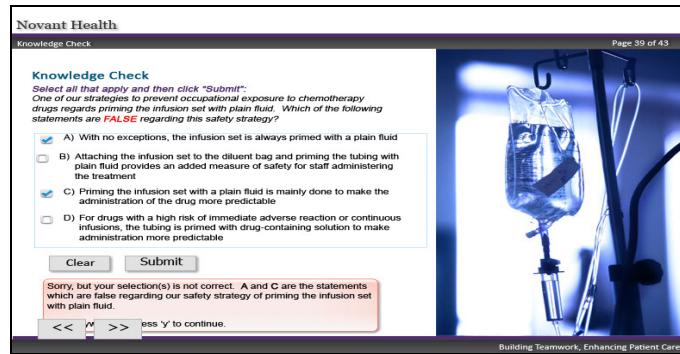 Novant Health
Knowledge Check
Page 39 of 43
Knowledge Check
Select all that apply and then click "Submit":
One of our strategies to prevent occupational exposure to chemotherapy
drugs regards priming the infusion set with plain fluid. Which of the following
statements are FALSE regarding this safety strategy?
A) With no exceptions, the infusion set is always primed with a plain fluid
B) Attaching the infusion set to the diluent bag and priming the tubing with
plain fluid provides an added measure of safety for staff administering
the treatment
C) Priming the infusion set with a plain fluid is mainly done to make the
administration of the drug more predictable
D) For drugs with a high risk of immediate adverse reaction or continuous
infusions, the tubing is primed with drug-containing solution to make
administration more predictable
Clear
Submit
Sorry, but your selection(s) is not correct. A and C are the statements
which are false regarding our safety strategy of priming the infusion set
with plain fluid.
<< >> ess 'y' to continue.
Building Teamwork, Enhancing Patient Care